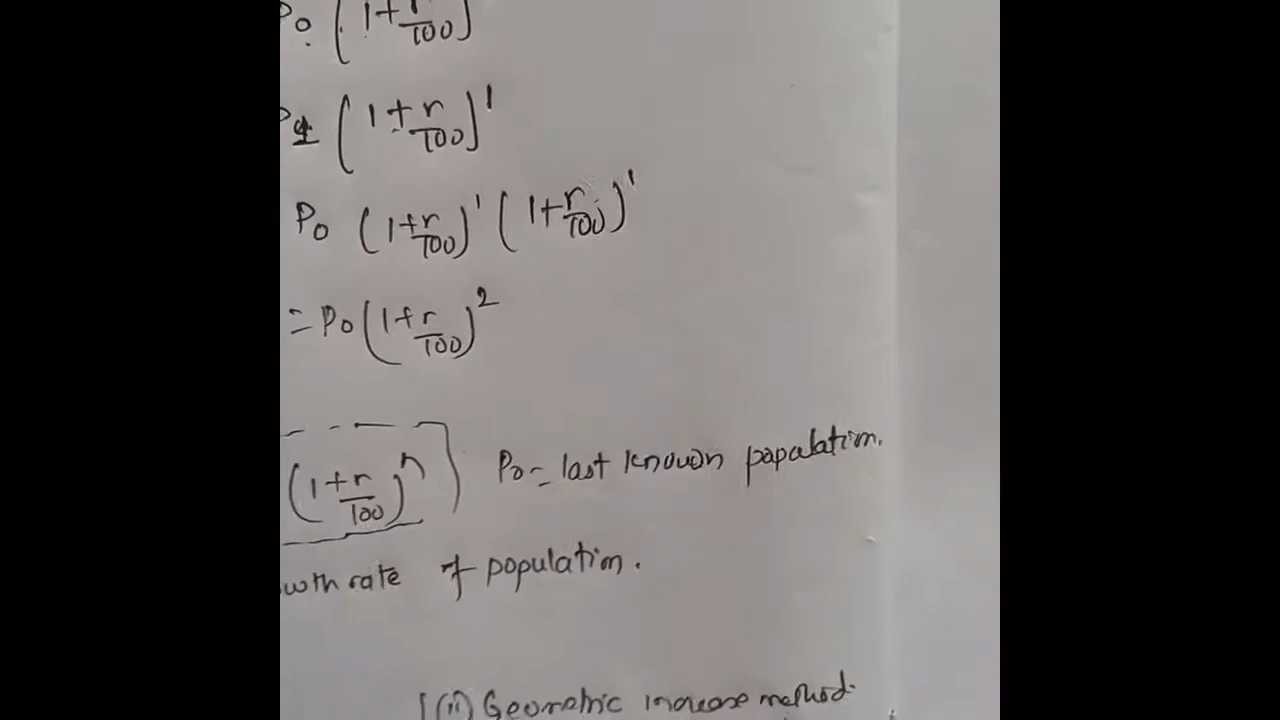 P₀ (1+r/100)
P1 (1+r/100)¹
P₀ (1+r/100)¹ (1+r/100)¹
= P₀ (1+r/100)²
(1+r/100)ⁿ P₀ = last known papulation.
wth rate of population.
(ii) Geometric increase method.